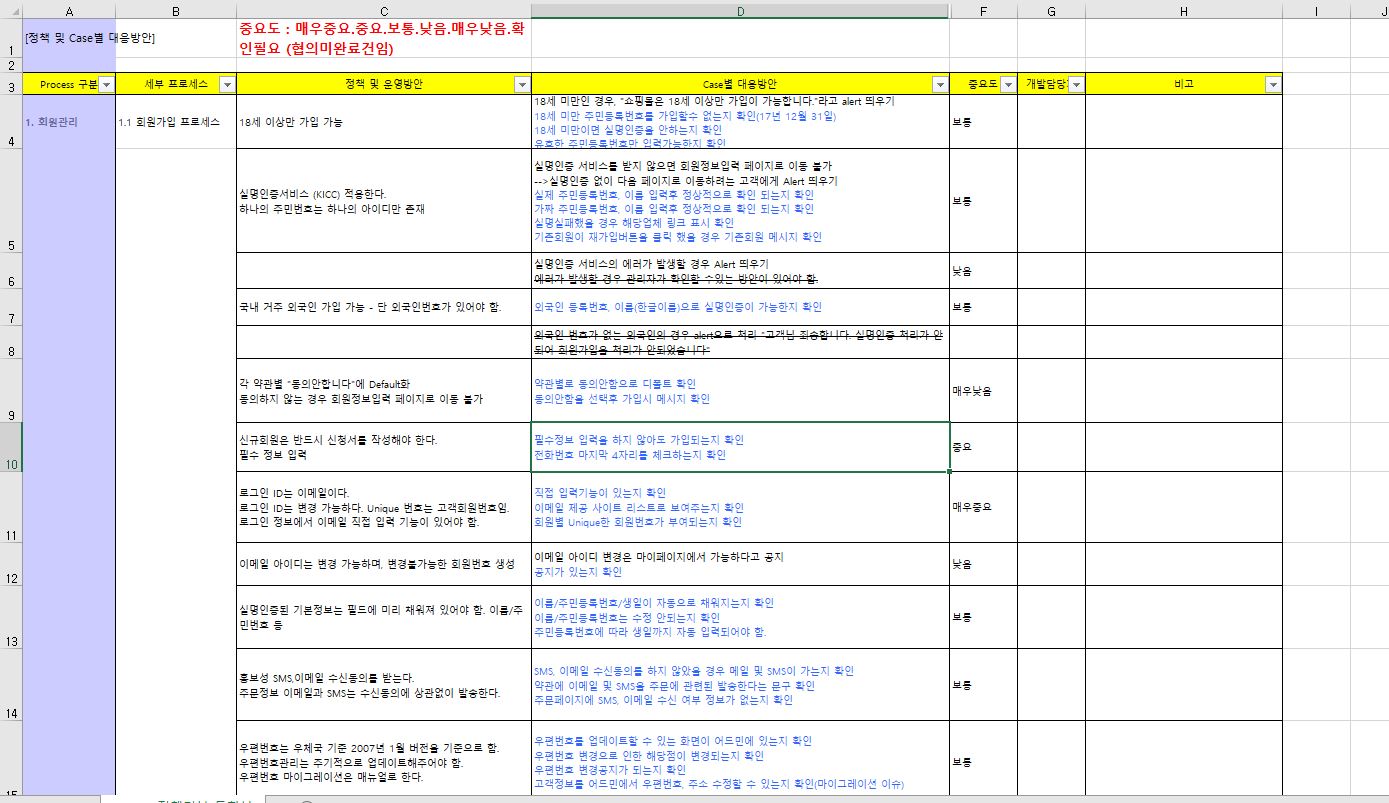 A B C D F G H I J
1 [정책 및 Case별 대응방안] 중요도 : 매우중요.중요.보통.낮음.매우낮음.확
인필요 (협의미완료건임)
2
3 Process 구분 세부 프로세스 정책 및 운영방안 Case별 대응방안 중요도 개발담당 비고
4 1. 회원관리 1.1 회원가입 프로세스 18세 이상만 가입 가능
18세 미만인 경우, "쇼핑몰은 18세 이상만 가입이 가능합니다."라고 alert 띄우기
18세 미만 주민등록번호를 가입할수 없는지 확인(17년 12월 31일)
18세 미만이면 실명인증을 안하는지 확인
유효한 주민등록번호만 입력가능한지 확인
보통
5 실명인증서비스 (KICC) 적용한다.
하나의 주민번호는 하나의 아이디만 존재
실명인증 서비스를 받지 않으면 회원정보입력 페이지로 이동 불가
-->실명인증 없이 다음 페이지로 이동하려는 고객에게 Alert 띄우기
실제 주민등록번호, 이름 입력후 정상적으로 확인 되는지 확인
가짜 주민등록번호, 이름 입력후 정상적으로 확인 되는지 확인
실명실패했을 경우 해당업체 링크 표시 확인
기존회원이 재가입버튼을 클릭 했을 경우 기존회원 메시지 확인
보통
6 실명인증 서비스의 에러가 발생할 경우 Alert 띄우기
에러가 발생할 경우 관리자가 확인할 수있는 방안이 있어야 함.
낮음
7 국내 거주 외국인 가입 가능 - 단 외국인번호가 있어야 함.
외국인 등록번호, 이름(한글이름)으로 실명인증이 가능한지 확인
보통
8 외국인 번호가 없는 외국인의 경우 alert으로 처리 "고객님 죄송합니다. 실명인증 처리가 안
되어 회원가입을 처리가 안되었습니다"
9 각 약관별 "동의안합니다"에 Default화
동의하지 않는 경우 회원정보입력 페이지로 이동 불가
약관별로 동의안함으로 디폴트 확인
동의안함을 선택후 가입시 메시지 확인
매우낮음
10 신규회원은 반드시 신청서를 작성해야 한다.
필수 정보 입력
필수정보 입력을 하지 않아도 가입되는지 확인
전화번호 마지막 4자리를 체크하는지 확인
중요
11 로그인 ID는 이메일이다.
로그인 ID는 변경 가능하다. Unique 번호는 고객회원번호임.
로그인 정보에서 이메일 직접 입력 기능이 있어야 함.
직접 입력기능이 있는지 확인
이메일 제공 사이트 리스트로 보여주는지 확인
회원별 Unique한 회원번호가 부여되는지 확인
매우중요
12 이메일 아이디는 변경 가능하며, 변경불가능한 회원번호 생성
이메일 아이디 변경은 마이페이지에서 가능하다고 공지
공지가 있는지 확인
낮음
13 실명인증된 기본정보는 필드에 미리 채워져 있어야 함. 이름/주
민번호 등
이름/주민등록번호/생일이 자동으로 채워지는지 확인
이름/주민등록번호는 수정 안되는지 확인
주민등록번호에 따라 생일까지 자동 입력되어야 함.
보통
14 홍보성 SMS,이메일 수신동의를 받는다.
주문정보 이메일과 SMS는 수신동의에 상관없이 발송한다.
SMS, 이메일 수신동의를 하지 않았을 경우 메일 및 SMS이 가는지 확인
약관에 이메일 및 SMS을 주문에 관련된 발송한다는 문구 확인
주문페이지에 SMS, 이메일 수신 여부 정보가 없는지 확인
보통
15 우편번호는 우체국 기준 2007년 1월 버전을 기준으로 함.
우편번호관리는 주기적으로 업데이트해주어야 함.
우편번호 마이그레이션은 매뉴얼로 한다.
우편번호를 업데이트할 수 있는 화면이 어드민에 있는지 확인
우편번호 변경으로 인한 해당점이 변경되는지 확인
우편번호 변경공지가 되는지 확인
고객정보를 어드민에서 우편번호, 주소 수정할 수 있는지 확인(마이그레이션 이슈)
보통